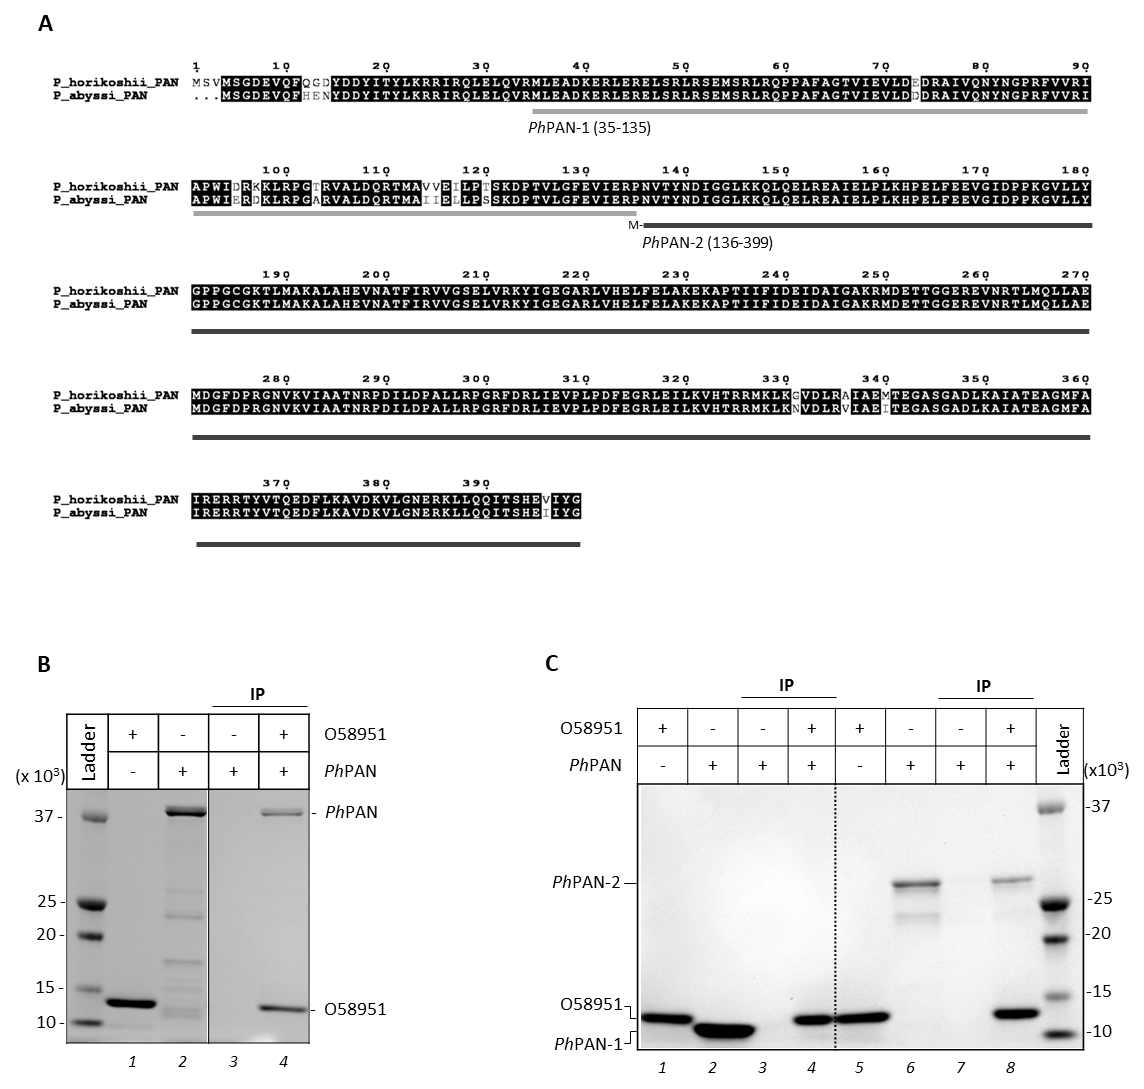 A
1 10 20 30 40 50 60 70 80 90
P_horikoshii_PAN MSVMSGDEVQFQGDYDDYITYLKRRIRQLELQVRMLEADKERLERELSRLRSEMSRLRQPPAFAGTVIEVLDEDRAIVQNYNGPRFVVRI
P_abyssi_PAN ...MSGDEVQFHENYDDYITYLKRRIRQLELQVRMLEADKERLERELSRLRSEMSRLRQPPAFAGTVIEVLDDDRAIVQNYNGPRFVVRI
PhPAN-1 (35-135)
100 110 120 130 140 150 160 170 180
P_horikoshii_PAN APWIDRKKLRPGTRVALDQRTMAVVEILPTSKDPTVLGFEVIERPNVTYNDIGGLKKQLQELREAIELPLKHPELFEEVGIDPPKGVLLY
P_abyssi_PAN APWIERDKLRPGARVALDQRTMAIIELLPSSKDPTVLGFEVIERPNVTYNDIGGLKKQLQELREAIELPLKHPELFEEVGIDPPKGVLLY
M-
PhPAN-2 (136-399)
190 200 210 220 230 240 250 260 270
P_horikoshii_PAN GPPGCGKTLMAKALAHEVNATFIRVVGSELVRKYIGEGARLVHELFELAKEKAPTIIFIDEIDAIGAKRMDETTGGEREVNRTLMQLLAE
P_abyssi_PAN GPPGCGKTLMAKALAHEVNATFIRVVGSELVRKYIGEGARLVHELFELAKEKAPTIIFIDEIDAIGAKRMDETTGGEREVNRTLMQLLAE
280 290 300 310 320 330 340 350 360
P_horikoshii_PAN MDGFDPRGNVKVIAATNRPDILDPALLRPGRFDRLIEVPLPDFEGRLEILKVHTRRMKLKGVDLRAIAEMTEGASGADLKAIATEAGMFA
P_abyssi_PAN MDGFDPRGNVKVIAATNRPDILDPALLRPGRFDRLIEVPLPDFEGRLEILKVHTRRMKLKNVDLRVIAEITEGASGADLKAIATEAGMFA
370 380 390
P_horikoshii_PAN IRERRTYVTQEDFLKAVDKVLGNERKLLQQITSHEVIYG
P_abyssi_PAN IRERRTYVTQEDFLKAVDKVLGNERKLLQQITSHEIIYG
B
IP
Ladder + - - + O58951
(x 10³) - + + + PhPAN
37 - - PhPAN
25 -
20 -
15 -
10 - O58951
1 2 3 4
C
IP IP
O58951 + - - + + - - + Ladder
PhPAN - + + + - + + + (x10³)
-37
PhPAN-2
-25
-20
-15
O58951
-10
PhPAN-1
1 2 3 4 5 6 7 8